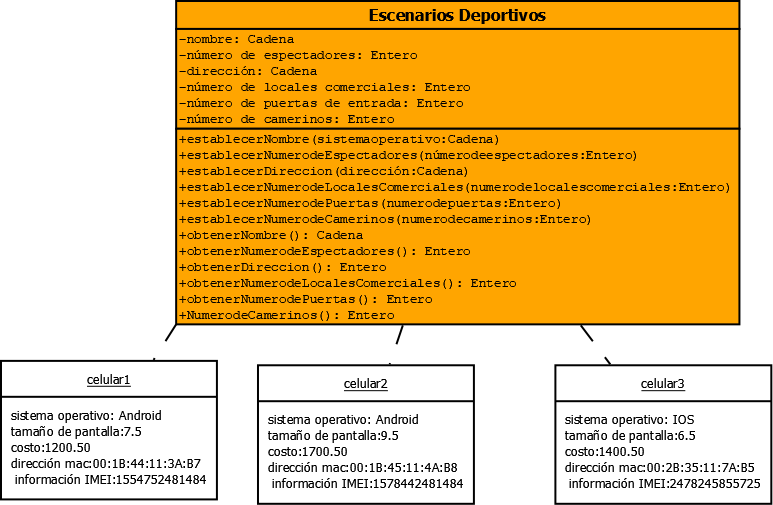 Escenarios Deportivos
-nombre: Cadena
-número de espectadores: Entero
-dirección: Cadena
-número de locales comerciales: Entero
-número de puertas de entrada: Entero
-número de camerinos: Entero
+establecerNombre(sistemaoperativo:Cadena)
+establecerNumerodeEspectadores(númerodeespectadores:Entero)
+establecerDireccion(dirección:Cadena)
+establecerNumerodeLocalesComerciales(numerodelocalescomerciales:Entero)
+establecerNumerodePuertas(numerodepuertas:Entero)
+establecerNumerodeCamerinos(numerodecamerinos:Entero)
+obtenerNombre(): Cadena
+obtenerNumerodeEspectadores(): Entero
+obtenerDireccion(): Entero
+obtenerNumerodeLocalesComerciales(): Entero
+obtenerNumerodePuertas(): Entero
+NumerodeCamerinos(): Entero
celular1
sistema operativo: Android
tamaño de pantalla:7.5
costo:1200.50
dirección mac:00:1B:44:11:3A:B7
información IMEI:1554752481484
celular2
sistema operativo: Android
tamaño de pantalla:9.5
costo:1700.50
dirección mac:00:1B:45:11:4A:B8
información IMEI:1578442481484
celular3
sistema operativo: IOS
tamaño de pantalla:6.5
costo:1400.50
dirección mac:00:2B:35:11:7A:B5
información IMEI:2478245855725